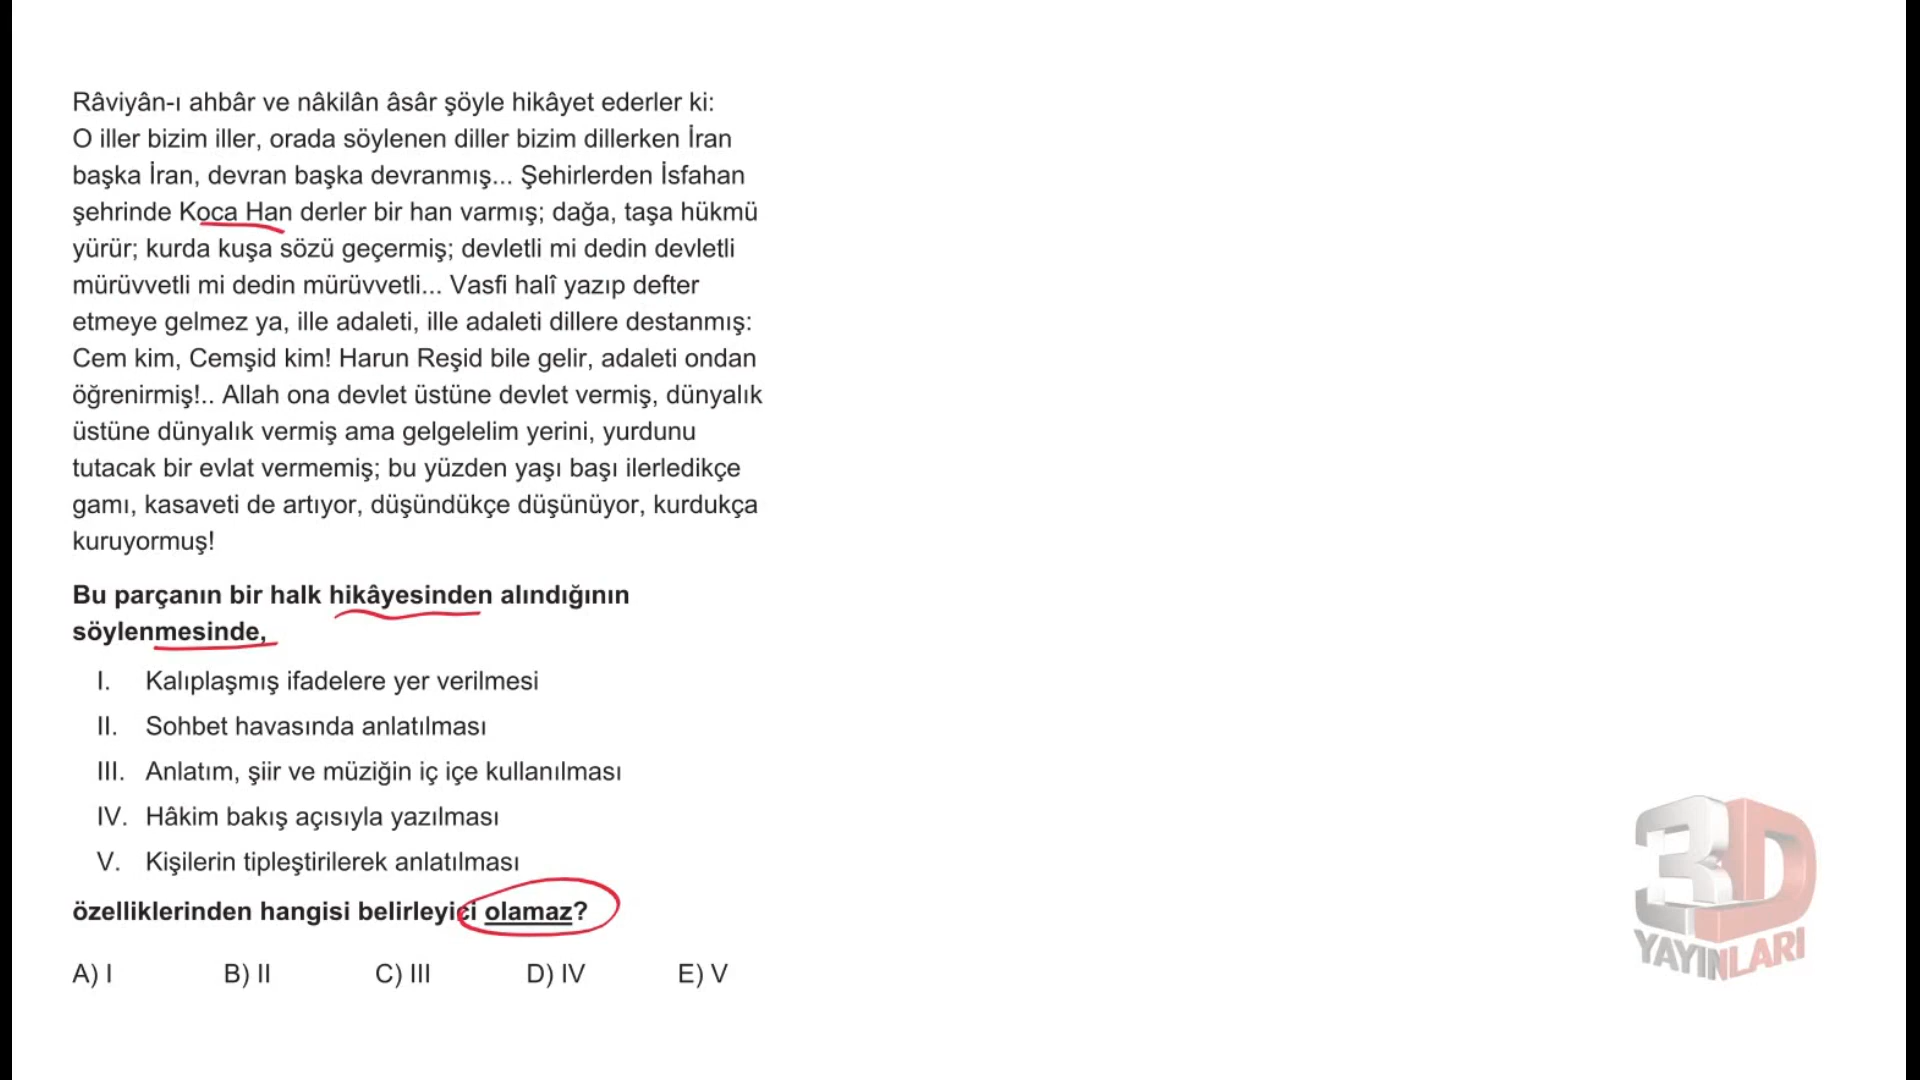 Râviyân-ı ahbâr ve nâkilân âsâr şöyle hikâyet ederler ki:
O iller bizim iller, orada söylenen diller bizim dillerken İran
başka İran, devran başka devranmış... Şehirlerden İsfahan
şehrinde Koca Han derler bir han varmış; dağa, taşa hükmü
yürür; kurda kuşa sözü geçermiş; devletli mi dedin devletli
mürüvvetli mi dedin mürüvvetli... Vasfi halî yazıp defter
etmeye gelmez ya, ille adaleti, ille adaleti dillere destanmış:
Cem kim, Cemşid kim! Harun Reşid bile gelir, adaleti ondan
öğrenirmiş!.. Allah ona devlet üstüne devlet vermiş, dünyalık
üstüne dünyalık vermiş ama gelgelelim yerini, yurdunu
tutacak bir evlat vermemiş; bu yüzden yaşı başı ilerledikçe
gamı, kasaveti de artıyor, düşündükçe düşünüyor, kurdukça
kuruyormuş!
Bu parçanın bir halk hikâyesinden alındığının
söylenmesinde,
I. Kalıplaşmış ifadelere yer verilmesi
II. Sohbet havasında anlatılması
III. Anlatım, şiir ve müziğin iç içe kullanılması
IV. Hâkim bakış açısıyla yazılması
V. Kişilerin tipleştirilerek anlatılması
özelliklerinden hangisi belirleyici olamaz?
A) I B) II C) III D) IV E) V
3D
YAYINLARI